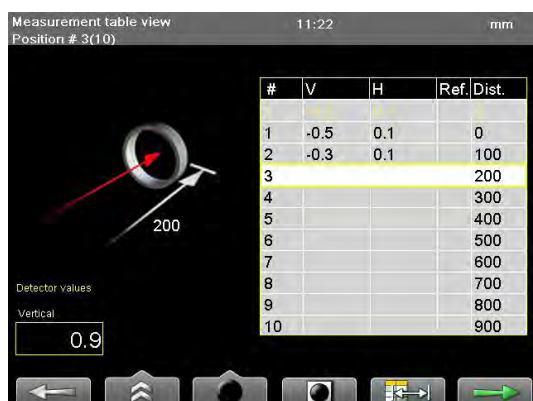 Measurement table view 11:22 mm
Position # 3(10)
# V H Ref. Dist.
1 -0.5 0.1 0
2 -0.3 0.1 100
3 200
4 300
5 400
6 500
7 600
8 700
9 800
10 900
200
Detector values
Vertical
0.9